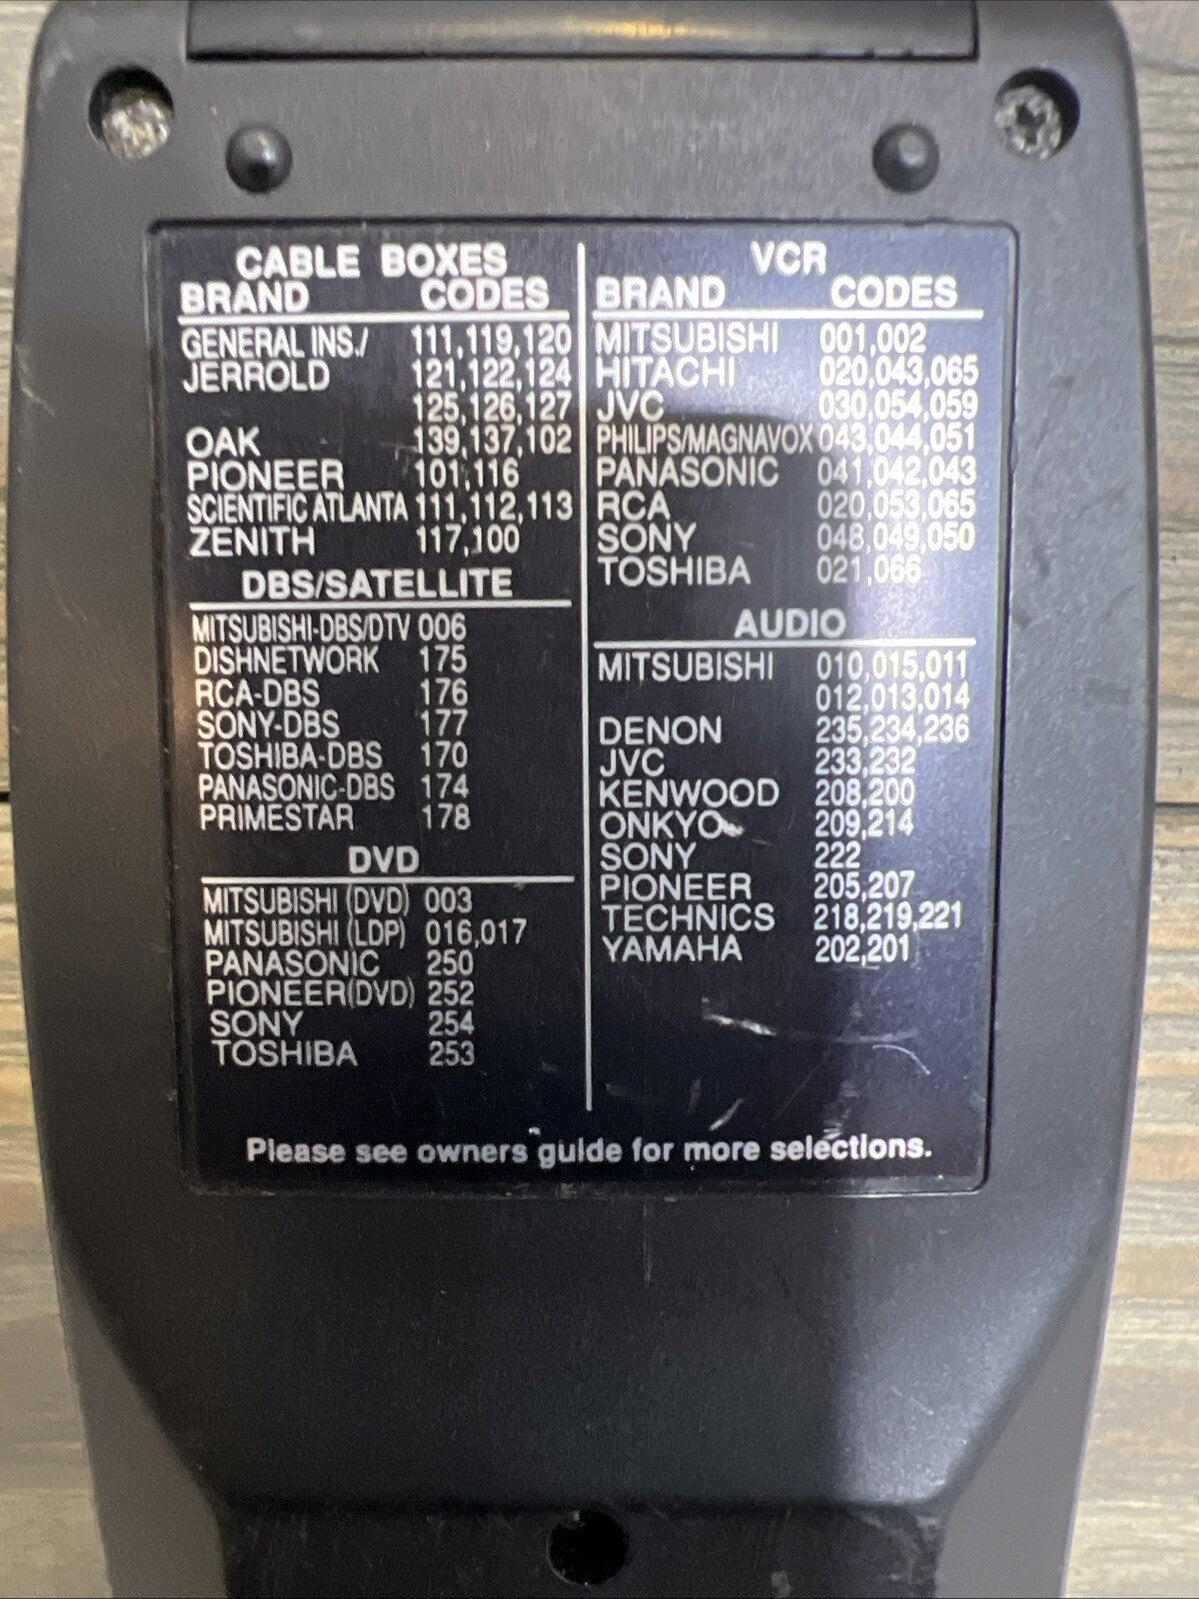 CABLE BOXES
BRAND CODES
GENERAL INS./ 111,119,120
JERROLD 121,122,124
125,126,127
OAK 139,137,102
PIONEER 101,116
SCIENTIFIC ATLANTA 111,112,113
ZENITH 117,100
DBS/SATELLITE
MITSUBISHI-DBS/DTV 006
DISHNETWORK 175
RCA-DBS 176
SONY-DBS 177
TOSHIBA-DBS 170
PANASONIC-DBS 174
PRIMESTAR 178
DVD
MITSUBISHI (DVD) 003
MITSUBISHI (LDP) 016,017
PANASONIC 250
PIONEER(DVD) 252
SONY 254
TOSHIBA 253
VCR
BRAND CODES
MITSUBISHI 001,002
HITACHI 020,043,065
JVC 030,054,059
PHILIPS/MAGNAVOX 043,044,051
PANASONIC 041,042,043
RCA 020,053,065
SONY 048,049,050
TOSHIBA 021,066
AUDIO
MITSUBISHI 010,015,011
012,013,014
DENON 235,234,236
JVC 233,232
KENWOOD 208,200
ONKYO 209,214
SONY 222
PIONEER 205,207
TECHNICS 218,219,221
YAMAHA 202,201
Please see owners guide for more selections.